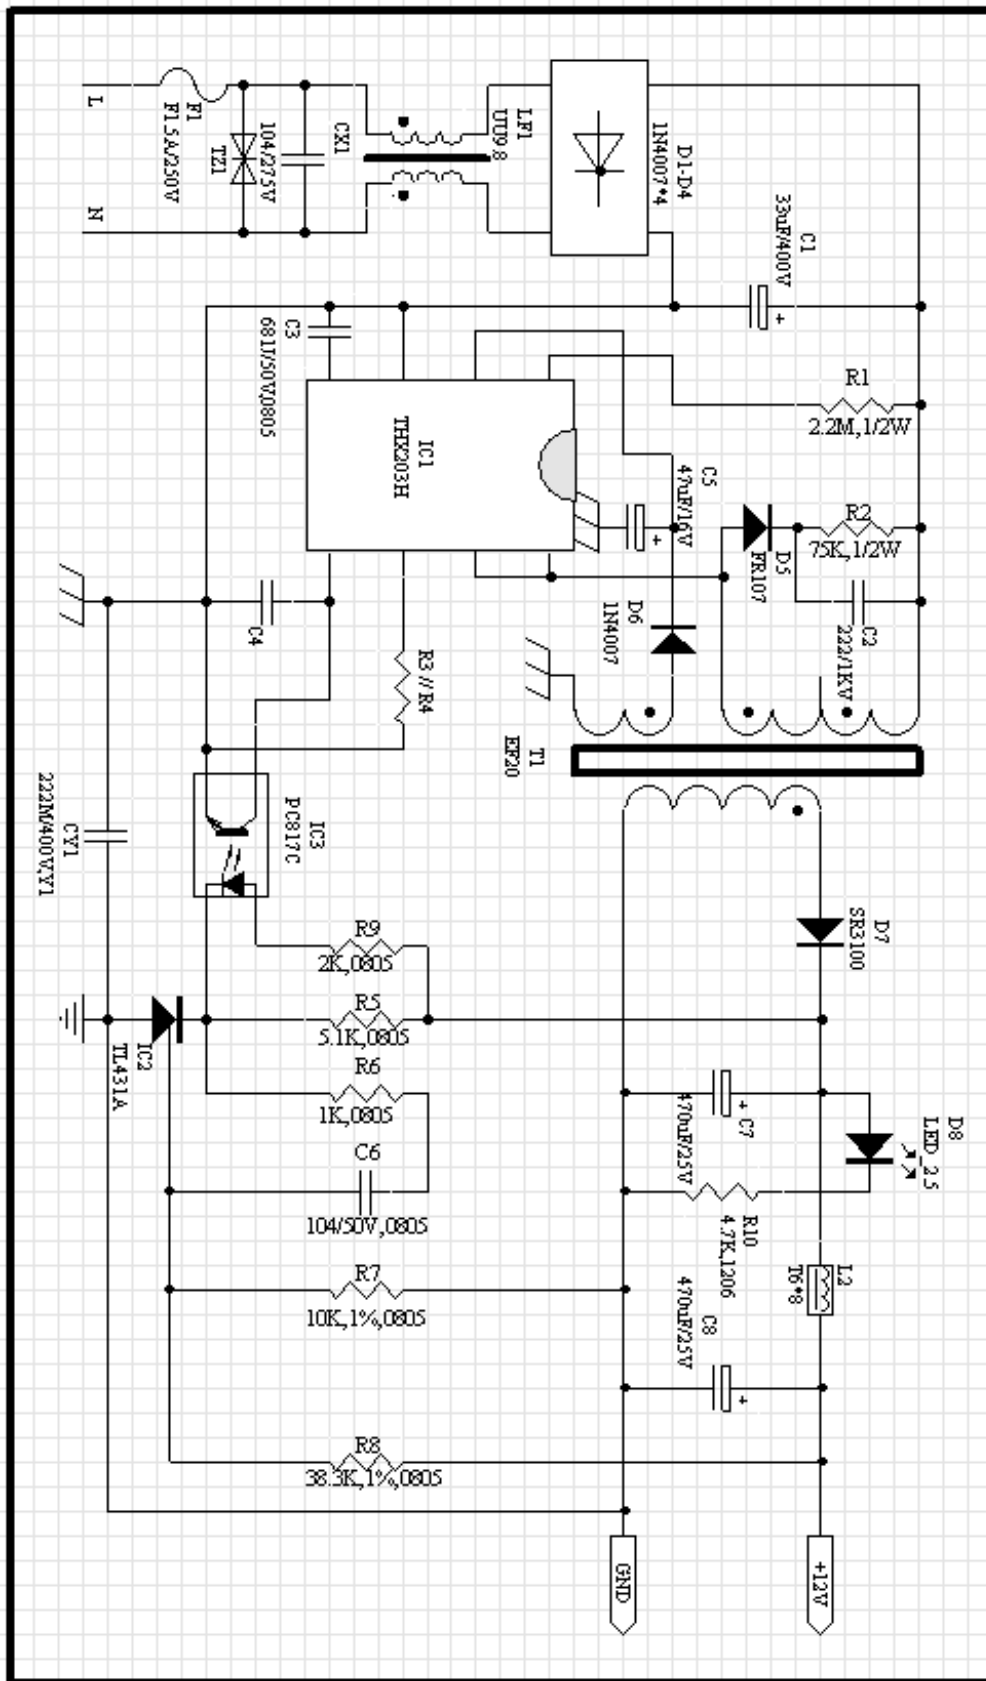 L
N
F1
F1.5A/250V
TZ1
104/275V
CX1
LF1
UU9.8
D1-D4
1N4007*4
C1
33uF/400V
+
C3
681J/50V,0805
IC1
THX203H
R1
2.2M,1/2W
C5
47uF/16V
+
R2
75K,1/2W
D5
FR107
C2
222/1KV
D6
1N4007
C4
R3 // R4
T1
EF20
IC3
PC817C
CY1
222M/400V,Y1
D7
SR3100
R9
2K,0805
R5
5.1K,0805
IC2
TL431A
R6
1K,0805
C6
104/50V,0805
R7
10K,1%,0805
R8
38.3K,1%,0805
+ C7
470uF/25V
D8
LED_2.5
R10
4.7K,1206
L2
T6*8
C8
470uF/25V
+
GND
+12V